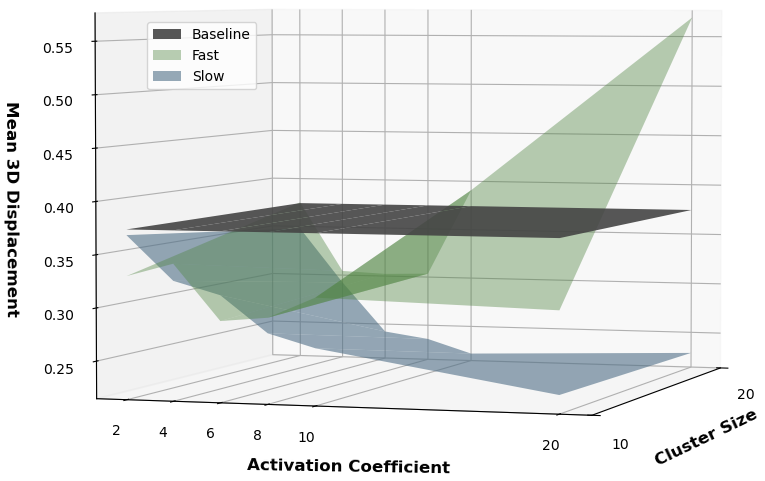 Baseline
Fast
Slow
0.55
0.50
0.45
0.40
0.35
0.30
0.25
Mean 3D Displacement
2 4 6 8 10 20
Activation Coefficient
10 20
Cluster Size